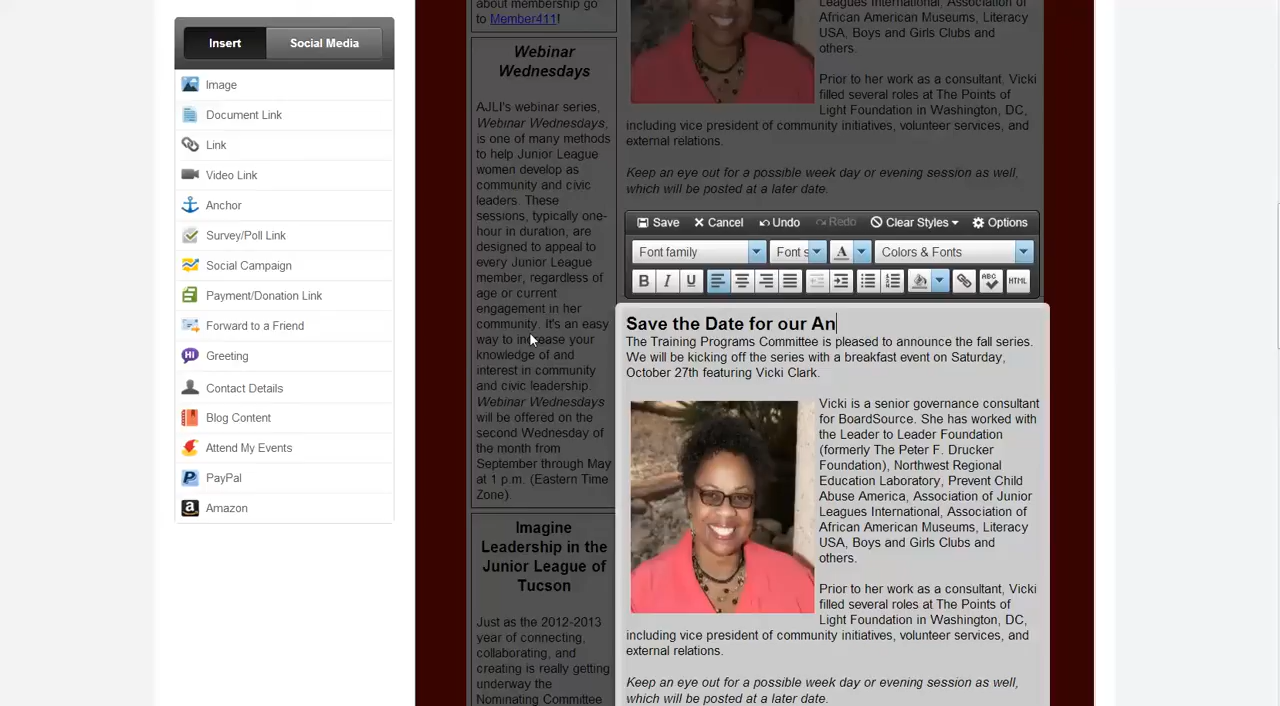 Insert
Social Media
Image
Document Link
Link
Video Link
Anchor
Survey/Poll Link
Social Campaign
Payment/Donation Link
Forward to a Friend
Hi
Greeting
Contact Details
Blog Content
Attend My Events
PayPal
Amazon
about membership go
to Member411!
Webinar
Wednesdays
AJLI's webinar series,
Webinar Wednesdays,
is one of many methods
to help Junior League
women develop as
community and civic
leaders. These
sessions, typically one-
hour in duration, are
designed to appeal to
every Junior League
member, regardless of
age or current
engagement in her
community. It's an easy
way to increase your
knowledge of and
interest in community
and civic leadership.
Webinar Wednesdays
will be offered on the
second Wednesday of
the month from
September through May
at 1 p.m. (Eastern Time
Zone).
Imagine
Leadership in the
Junior League of
Tucson
Just as the 2012-2013
year of connecting,
collaborating, and
creating is really getting
underway the
Nominating Committee
Leagues International, Association of
African American Museums, Literacy
USA, Boys and Girls Clubs and
others.
Prior to her work as a consultant, Vicki
filled several roles at The Points of
Light Foundation in Washington, DC,
including vice president of community initiatives, volunteer services, and
external relations.
Keep an eye out for a possible week day or evening session as well,
which will be posted at a later date.
Save Cancel Undo Redo Clear Styles Options
Font family Font s A Colors & Fonts
B I U ABC HTML
Save the Date for our An
The Training Programs Committee is pleased to announce the fall series.
We will be kicking off the series with a breakfast event on Saturday,
October 27th featuring Vicki Clark.
Vicki is a senior governance consultant
for BoardSource. She has worked with
the Leader to Leader Foundation
(formerly The Peter F. Drucker
Foundation), Northwest Regional
Education Laboratory, Prevent Child
Abuse America, Association of Junior
Leagues International, Association of
African American Museums, Literacy
USA, Boys and Girls Clubs and
others.
Prior to her work as a consultant, Vicki
filled several roles at The Points of
Light Foundation in Washington, DC,
including vice president of community initiatives, volunteer services, and
external relations.
Keep an eye out for a possible week day or evening session as well,
which will be posted at a later date.